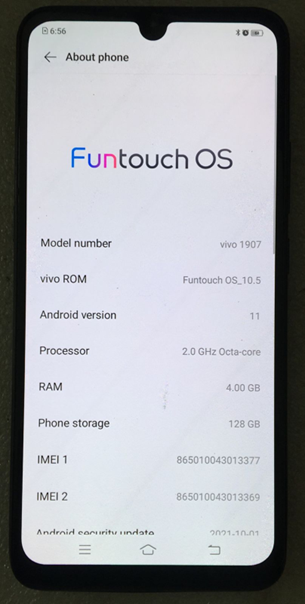 6:56
About phone
Funtouch OS
Model number vivo 1907
vivo ROM Funtouch OS_10.5
Android version 11
Processor 2.0 GHz Octa-core
RAM 4.00 GB
Phone storage 128 GB
IMEI 1 865010043013377
IMEI 2 865010043013369
Android security update 2021-10-01